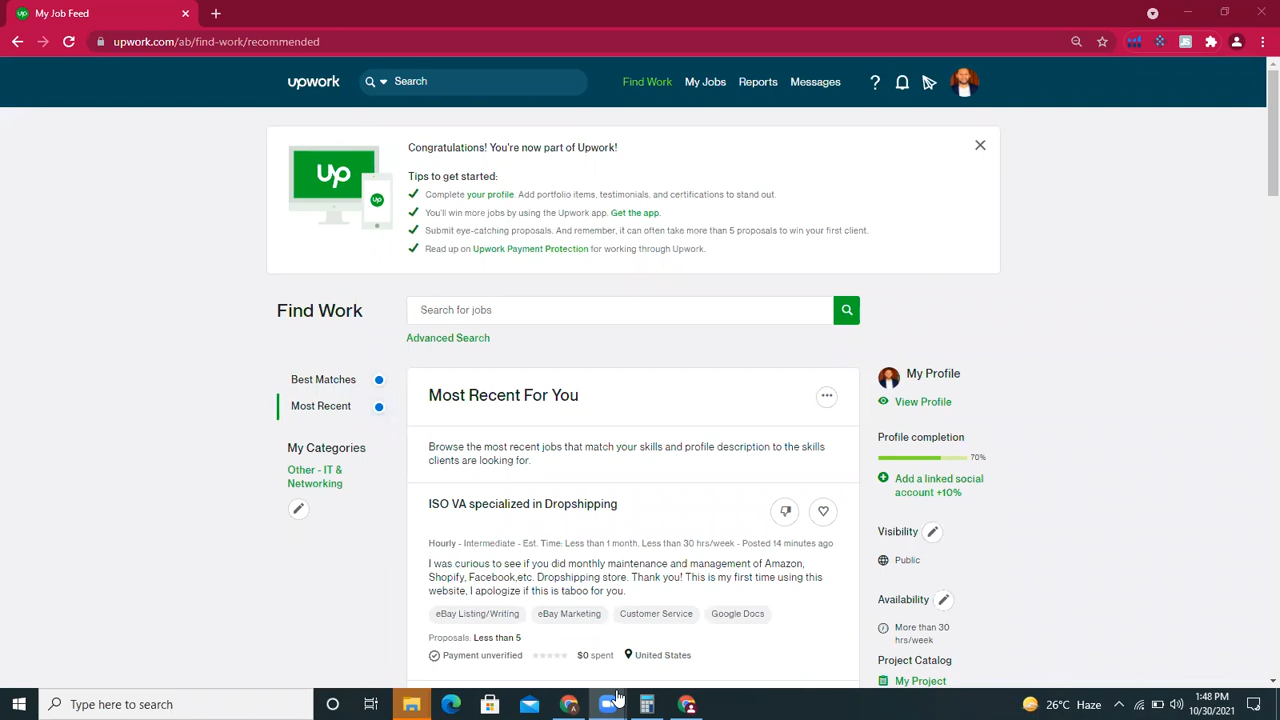 My Job Feed
upwork.com/ab/find-work/recommended
upwork
Search
Find Work
My Jobs
Reports
Messages
Congratulations! You're now part of Upwork!
up
Tips to get started:
Complete your profile. Add portfolio items, testimonials, and certifications to stand out.
You'll win more jobs by using the Upwork app. Get the app.
Submit eye-catching proposals. And remember, it can often take more than 5 proposals to win your first client.
Read up on Upwork Payment Protection for working through Upwork.
Find Work
Search for jobs
Advanced Search
Best Matches
Most Recent
My Categories
Other - IT &
Networking
Most Recent For You
Browse the most recent jobs that match your skills and profile description to the skills
clients are looking for.
ISO VA specialized in Dropshipping
Hourly - Intermediate - Est. Time: Less than 1 month, Less than 30 hrs/week - Posted 14 minutes ago
I was curious to see if you did monthly maintenance and management of Amazon,
Shopify, Facebook,etc. Dropshipping store. Thank you! This is my first time using this
website, I apologize if this is taboo for you.
eBay Listing/Writing
eBay Marketing
Customer Service
Google Docs
Proposals: Less than 5
Payment unverified
$0 spent
United States
My Profile
View Profile
Profile completion
70%
Add a linked social
account +10%
Visibility
Public
Availability
More than 30
hrs/week
Project Catalog
My Project
Type here to search
26°C Haze
1:48 PM
10/30/2021